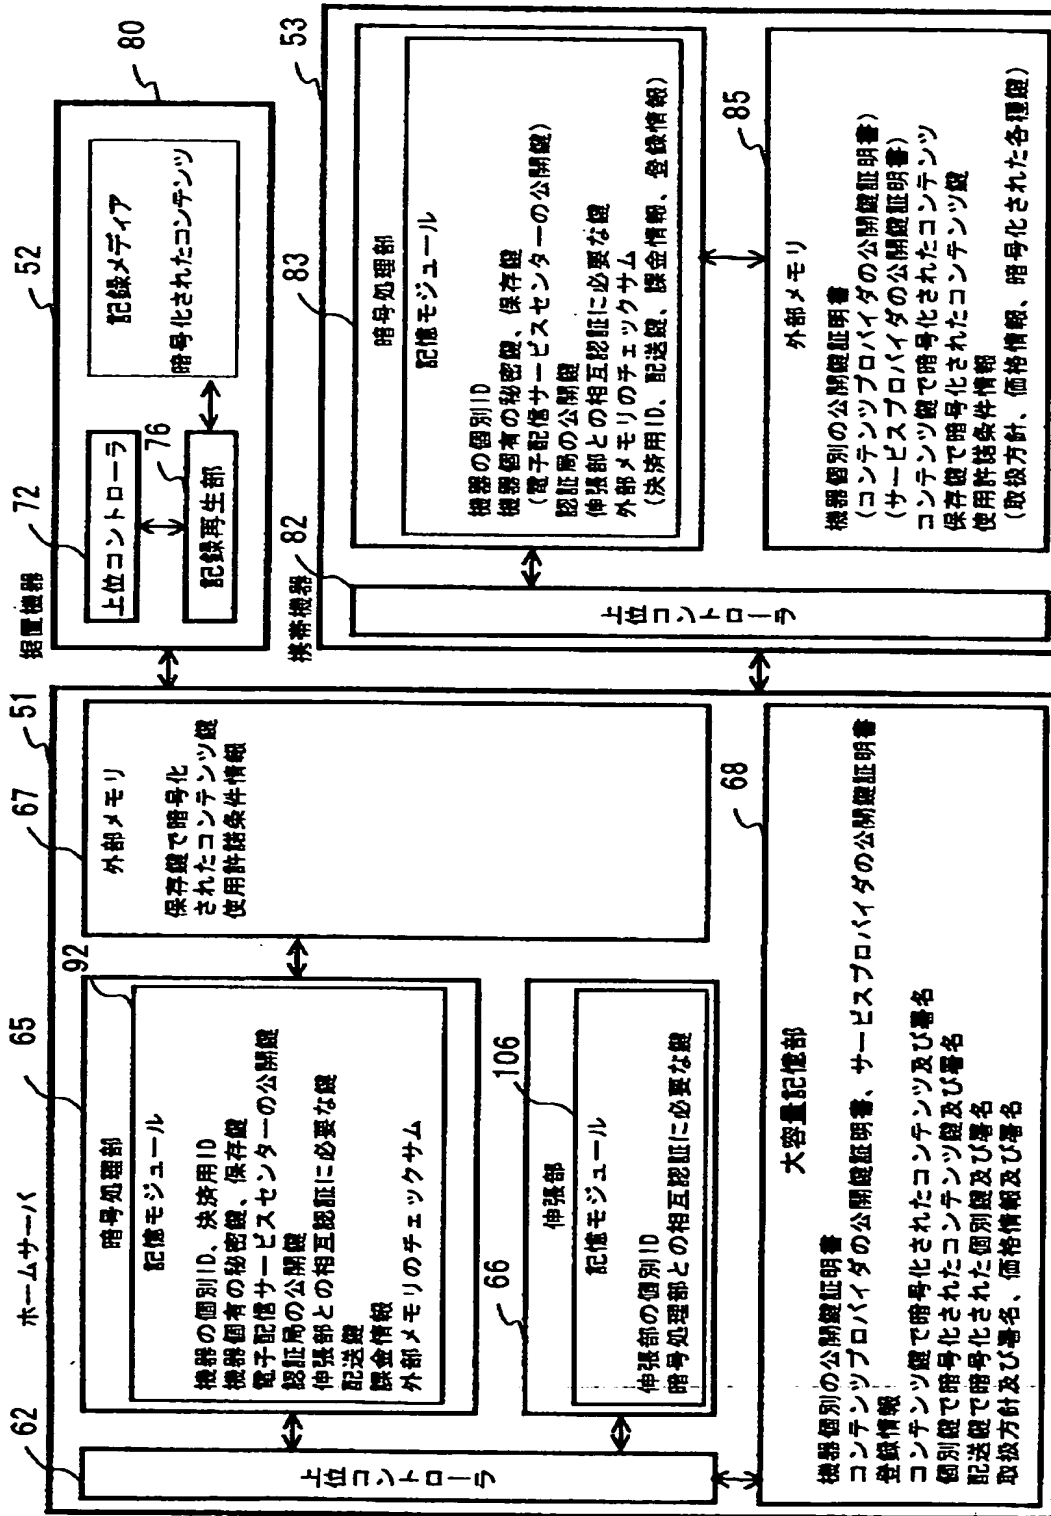 ホームサーバ
51
62
上位コントローラ
65
暗号処理部
92
記憶モジュール
機器の個別ID、決済用ID
機器個有の秘密鍵、保存鍵
電子配信サービスセンターの公開鍵
認証局の公開鍵
伸張部との相互認証に必要な鍵
配送鍵
課金情報
外部メモリのチェックサム
67
外部メモリ
保存鍵で暗号化
されたコンテンツ鍵
使用許諾条件情報
66
伸張部
106
記憶モジュール
伸張部の個別ID
暗号処理部との相互認証に必要な鍵
68
大容量記憶部
機器個別の公開鍵証明書
コンテンツプロバイダの公開鍵証明書、サービスプロバイダの公開鍵証明書
登録情報
コンテンツ鍵で暗号化されたコンテンツ及び署名
個別鍵で暗号化されたコンテンツ鍵及び署名
配送鍵で暗号化された個別鍵及び署名
取扱方針及び署名、価格情報及び署名
据置機器
52
72
上位コントローラ
76
記録再生部
80
記録メディア
暗号化されたコンテンツ
携帯機器
53
82
上位コントローラ
83
暗号処理部
記憶モジュール
機器の個別ID
機器個有の秘密鍵、保存鍵
(電子配信サービスセンターの公開鍵)
認証局の公開鍵
伸張部との相互認証に必要な鍵
外部メモリのチェックサム
(決済用ID、配送鍵、課金情報、登録情報)
85
外部メモリ
機器個別の公開鍵証明書
(コンテンツプロバイダの公開鍵証明書)
(サービスプロバイダの公開鍵証明書)
コンテンツ鍵で暗号化されたコンテンツ
保存鍵で暗号化されたコンテンツ鍵
使用許諾条件情報
(取扱方針、価格情報、暗号化された各種鍵)